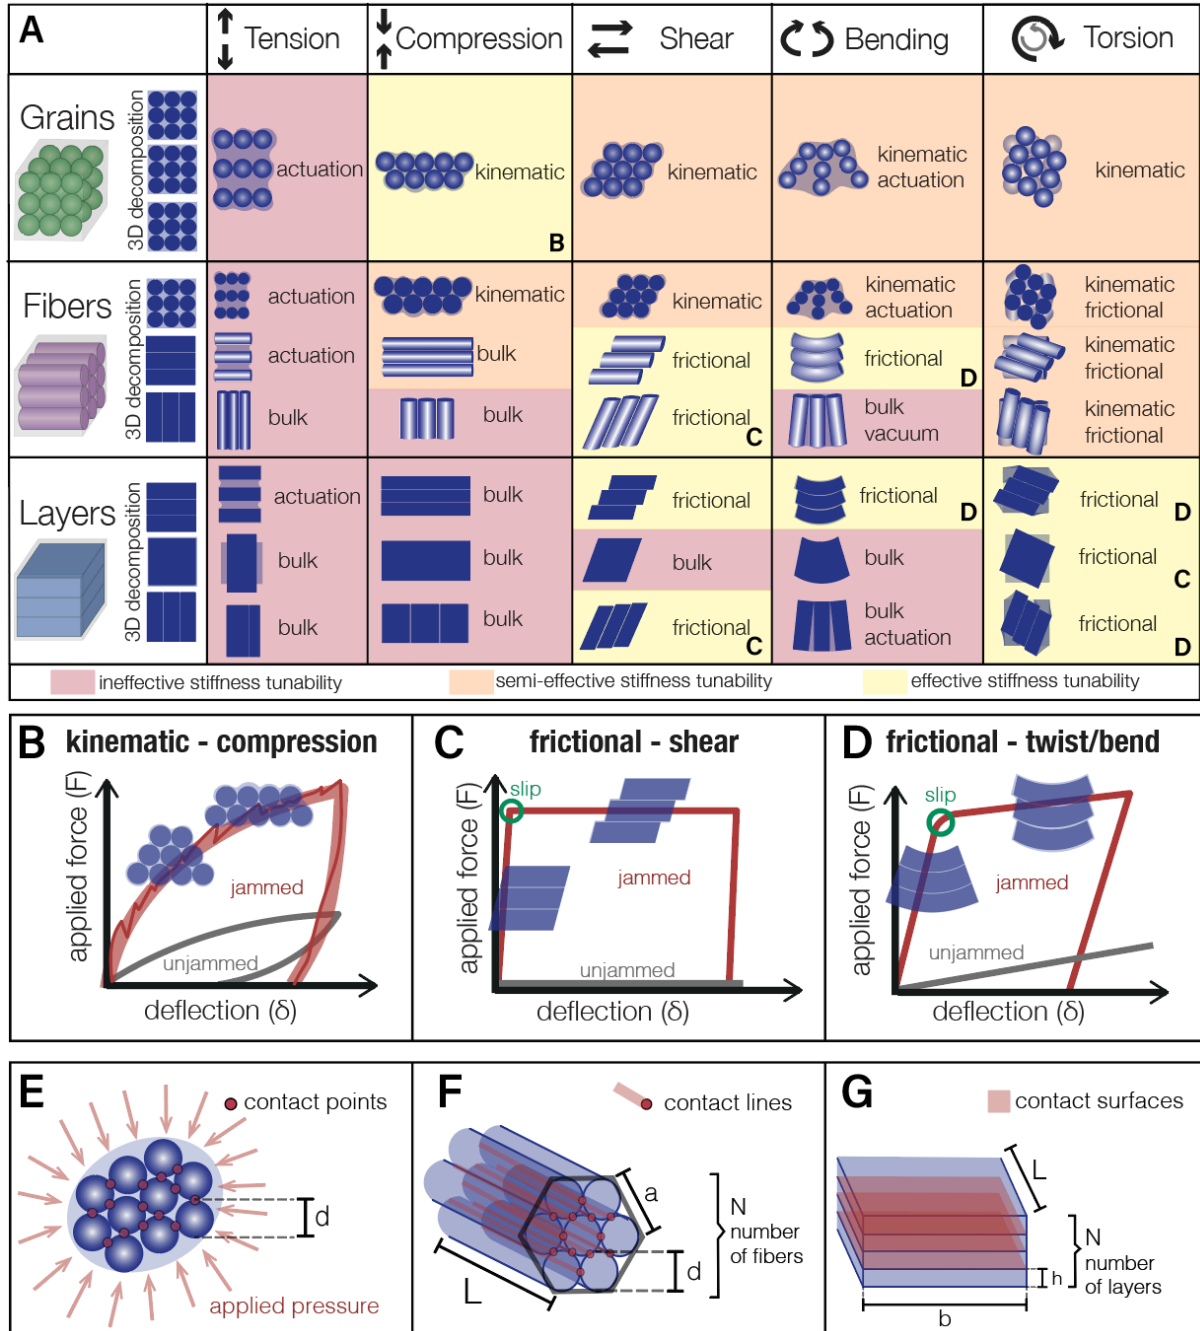 A
Tension
Compression
Shear
Bending
Torsion
Grains
3D decomposition
actuation
kinematic
B
kinematic
kinematic
actuation
kinematic
Fibers
3D decomposition
actuation
kinematic
kinematic
kinematic
actuation
kinematic
frictional
actuation
bulk
frictional
frictional
D
kinematic
frictional
bulk
bulk
frictional
C
bulk
vacuum
kinematic
frictional
Layers
3D decomposition
actuation
bulk
frictional
frictional
D
frictional
D
bulk
bulk
bulk
bulk
frictional
C
bulk
bulk
frictional
C
bulk
actuation
frictional
D
ineffective stiffness tunability
semi-effective stiffness tunability
effective stiffness tunability
B kinematic - compression
applied force (F)
jammed
unjammed
deflection (δ)
C frictional - shear
applied force (F)
slip
jammed
unjammed
deflection (δ)
D frictional - twist/bend
applied force (F)
slip
jammed
unjammed
deflection (δ)
E
contact points
d
applied pressure
F
contact lines
a
N
number
of fibers
d
L
G
contact surfaces
L
N
number
of layers
h
b